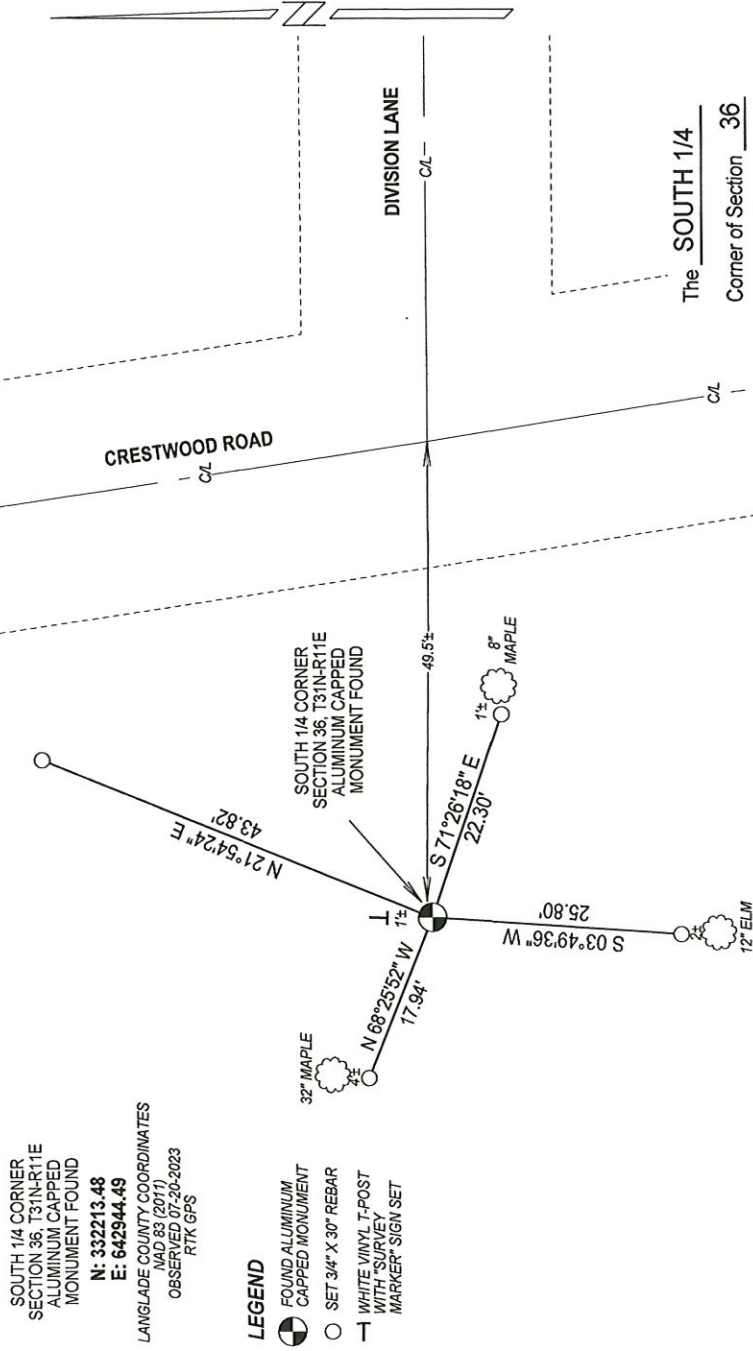 SOUTH 1/4 CORNER
SECTION 36, T31N-R11E
ALUMINUM CAPPED
MONUMENT FOUND
N: 332213.48
E: 642944.49
LANGLADE COUNTY COORDINATES
NAD 83 (2011)
OBSERVED 07-20-2023
RTK GPS
LEGEND
FOUND ALUMINUM
CAPPED MONUMENT
SET 3/4" X 30" REBAR
WHITE VINYL T-POST
WITH "SURVEY
MARKER" SIGN SET
N
CRESTWOOD ROAD
C/L
DIVISION LANE
C/L
C/L
SOUTH 1/4 CORNER
SECTION 36, T31N-R11E
ALUMINUM CAPPED
MONUMENT FOUND
N 21°54'24" E
43.82'
49.5'±
1'±
N 68°25'52" W
17.94'
32" MAPLE
4'±
S 71°26'18" E
22.30'
1'±
8"
MAPLE
S 03°49'36" W
25.80'
2'±
12" ELM
The SOUTH 1/4
Corner of Section 36